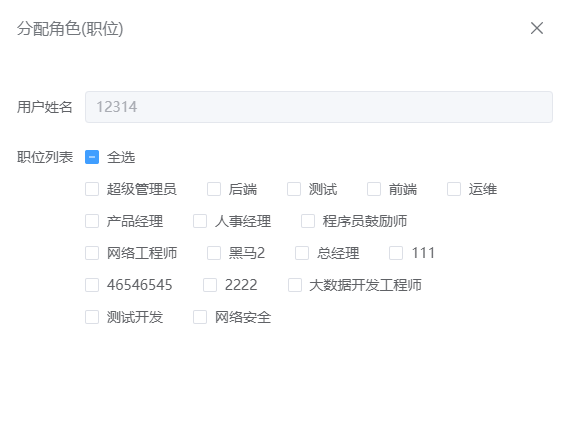 分配角色(职位)
用户姓名 12314
职位列表 全选
超级管理员 后端 测试 前端 运维
产品经理 人事经理 程序员鼓励师
网络工程师 黑马2 总经理 111
46546545 2222 大数据开发工程师
测试开发 网络安全